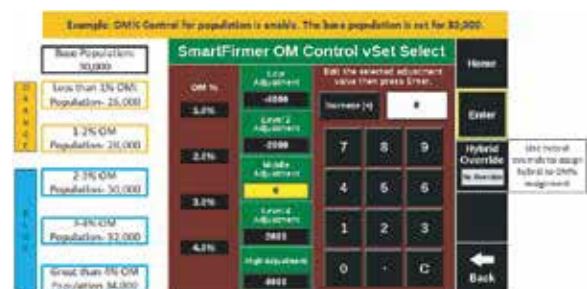 Example: OM% Control for population is enable. The base population is set for 30,000.
Base Population:
30,000
Less than 1% OM:
Population- 26,000
1-2% OM
Population- 28,000
2-3% OM
Population- 30,000
3-4% OM
Population- 32,000
Great than 4% OM
Population 34,000
SmartFirmer OM Control vSet Select
OM %
1.0%
2.0%
3.0%
4.0%
Low
Adjustment
-4000
Level 2
Adjustment
-2000
Middle
Adjustment
0
Level 4
Adjustment
2000
High Adjustment
4000
Edit the selected adjustment
value then press Enter.
Increase (+)
0
7 8 9
4 5 6
1 2 3
0 . C
Home
Enter
Hybrid
Override
No Override
Back
Use hybrid
override to assign
hybrid to OM%
assignment